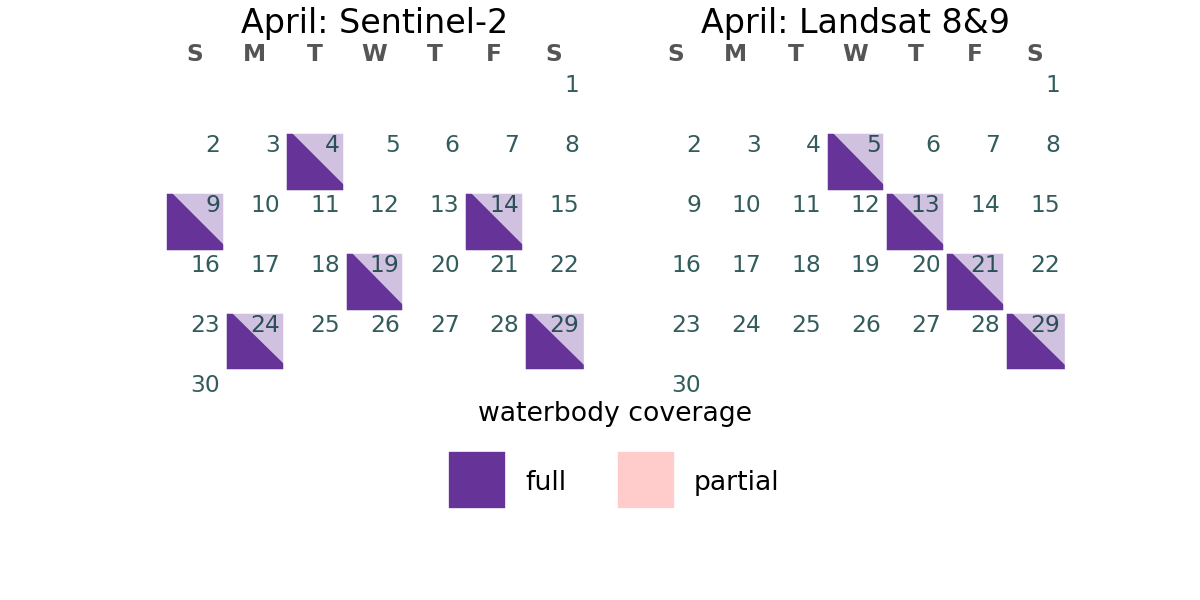 April: Sentinel-2
S M T W T F S
1
2 3 4 5 6 7 8
9 10 11 12 13 14 15
16 17 18 19 20 21 22
23 24 25 26 27 28 29
30
April: Landsat 8&9
S M T W T F S
1
2 3 4 5 6 7 8
9 10 11 12 13 14 15
16 17 18 19 20 21 22
23 24 25 26 27 28 29
30
waterbody coverage
full partial